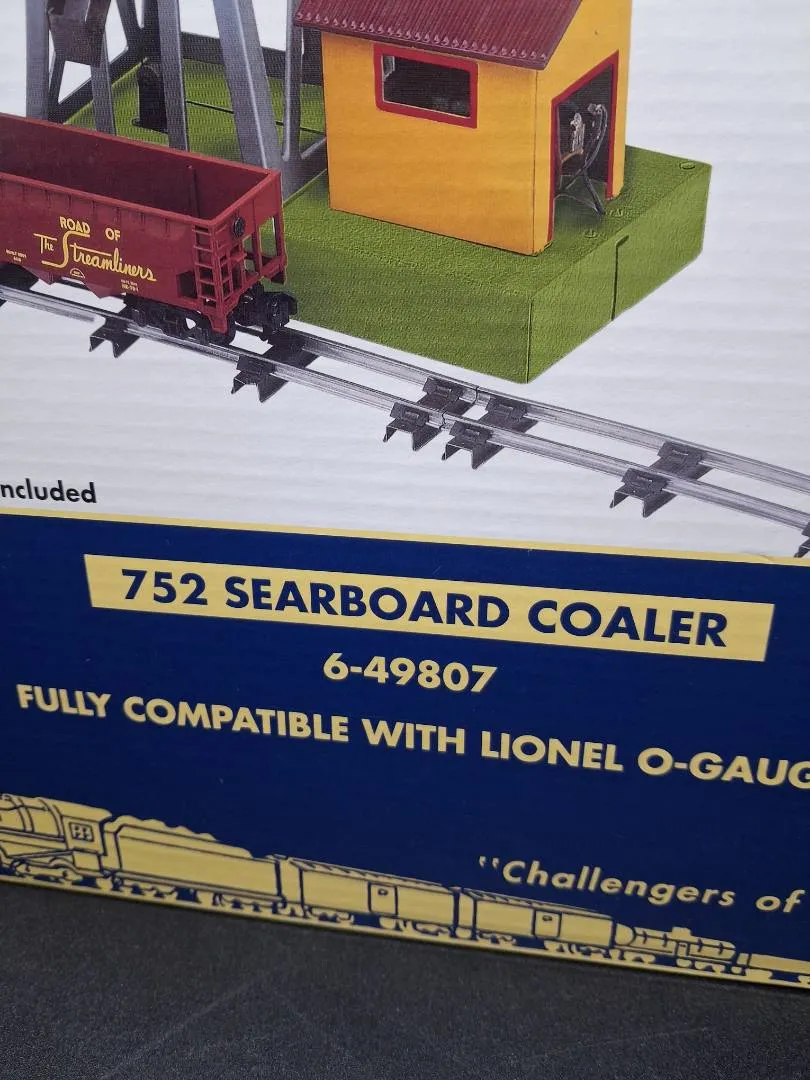 ROAD OF
The Streamliners
ncluded
752 SEARBOARD COALER
6-49807
FULLY COMPATIBLE WITH LIONEL O-GAUG
"Challengers of